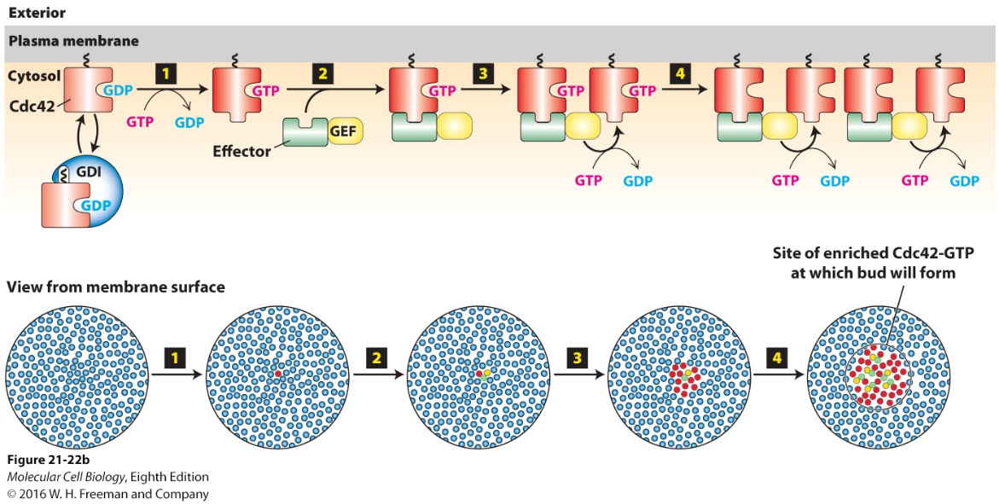 Exterior
Plasma membrane
Cytosol
Cdc42
GDP
1
GTP
GDP
GTP
2
Effector
GEF
GTP
3
GTP
GTP
GTP
GDP
4
GTP
GDP
GTP
GDP
GDI
GDP
Site of enriched Cdc42-GTP
at which bud will form
View from membrane surface
1
2
3
4
Figure 21-22b
Molecular Cell Biology, Eighth Edition
© 2016 W. H. Freeman and Company